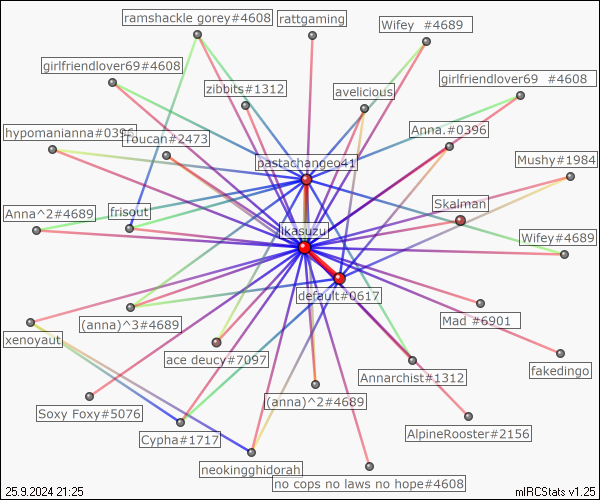 ramshackle gorey#4608
rattgaming
Wifey #4689
girlfriendlover69#4608
zibbits#1312
avelicious
girlfriendlover69 #4608
hypomanianna#0396
Toucan#2473
Anna.#0396
pastachangeo41
Mushy#1984
Anna^2#4689
frisout
Skalman
likasuzu
Wifey#4689
default#0617
(anna)^3#4689
Mad #6901
xenoyaut
ace deucy#7097
Annarchist#1312
fakedingo
Soxy Foxy#5076
(anna)^2#4689
Cypha#1717
AlpineRooster#2156
neokingghidorah
no cops no laws no hope#4608
25.9.2024 21:25
mIRCStats v1.25